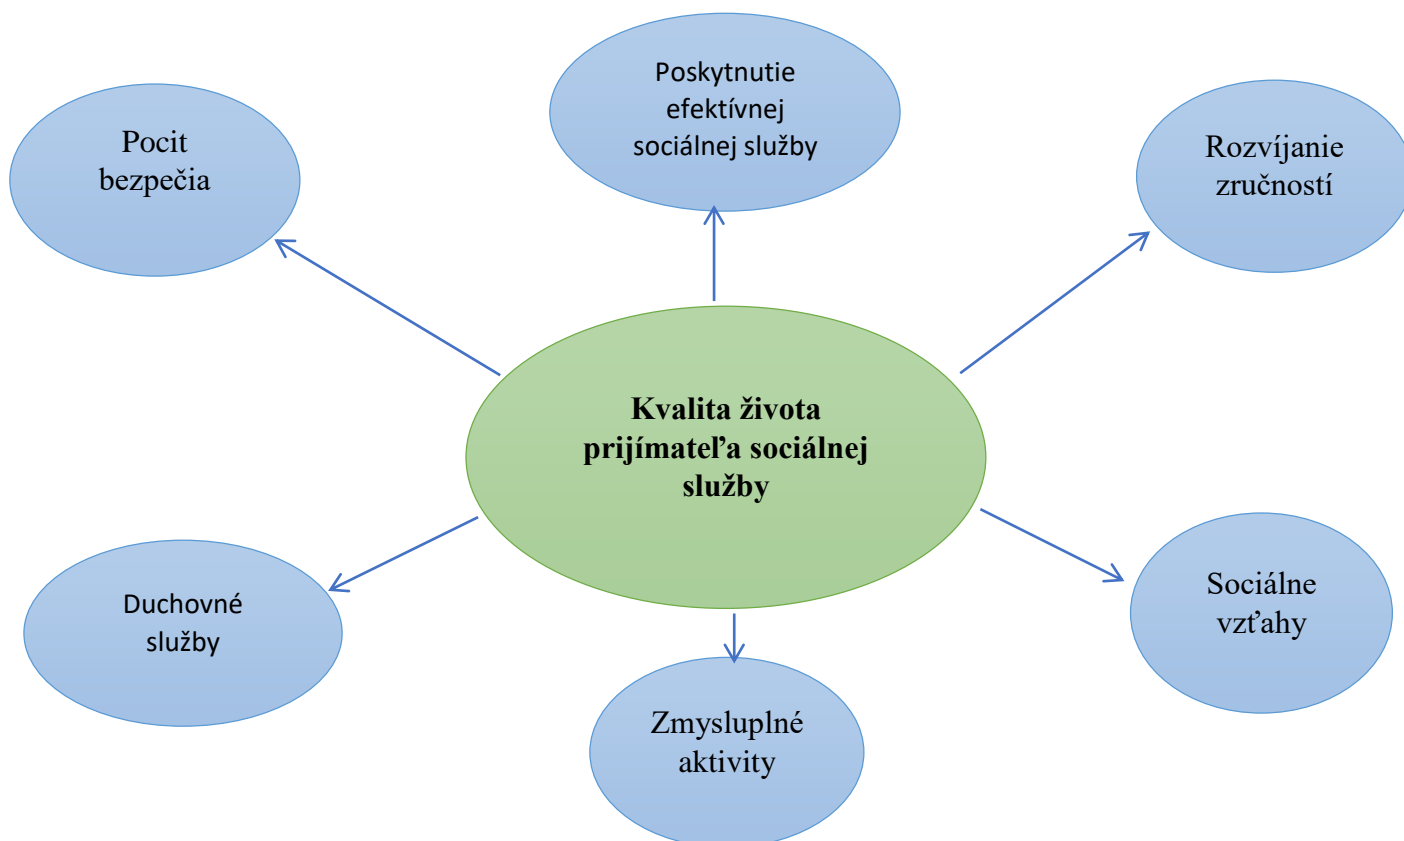 Poskytnutie
efektívnej
sociálnej služby
Pocit
bezpečia
Rozvíjanie
zručností
Kvalita života
prijímateľa sociálnej
služby
Duchovné
služby
Sociálne
vzťahy
Zmysluplné
aktivity